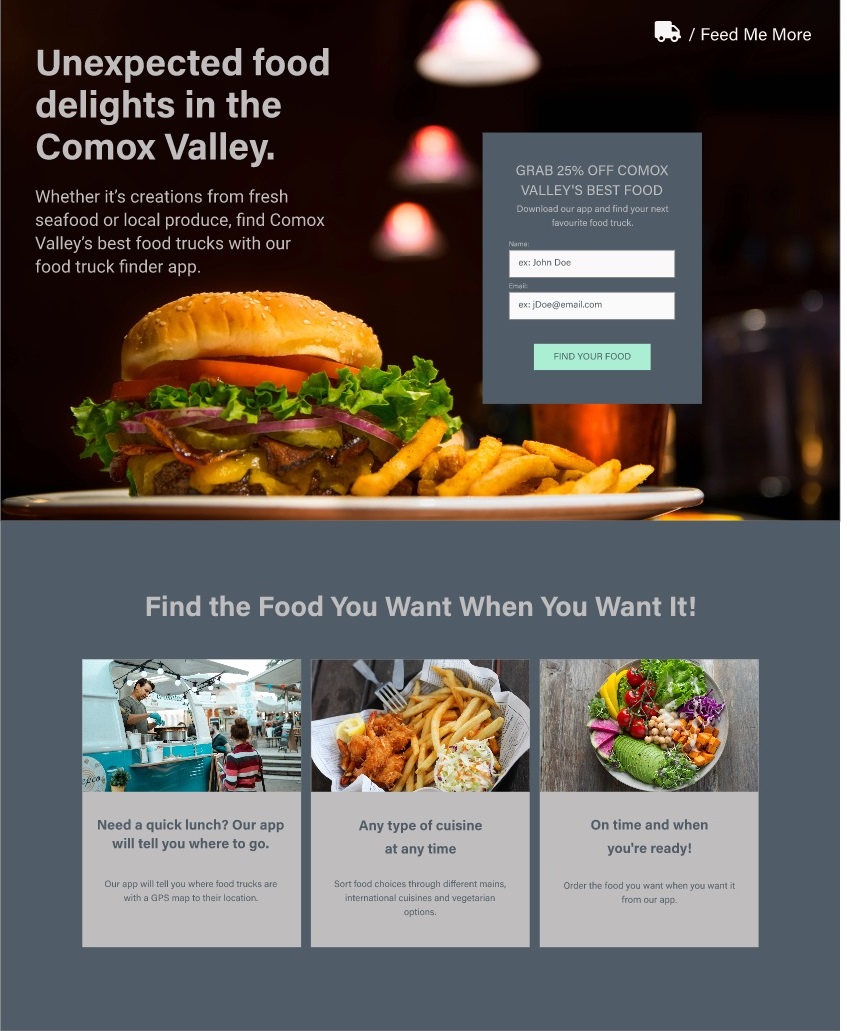 / Feed Me More
Unexpected food
delights in the
Comox Valley.
Whether it’s creations from fresh
seafood or local produce, find Comox
Valley’s best food trucks with our
food truck finder app.
GRAB 25% OFF COMOX
VALLEY'S BEST FOOD
Download our app and find your next
favourite food truck.
Name:
ex: John Doe
Email:
ex: jDoe@email.com
FIND YOUR FOOD
Find the Food You Want When You Want It!
Need a quick lunch? Our app
will tell you where to go.
Our app will tell you where food trucks are
with a GPS map to their location.
Any type of cuisine
at any time
Sort food choices through different mains,
international cuisines and vegetarian
options.
On time and when
you're ready!
Order the food you want when you want it
from our app.